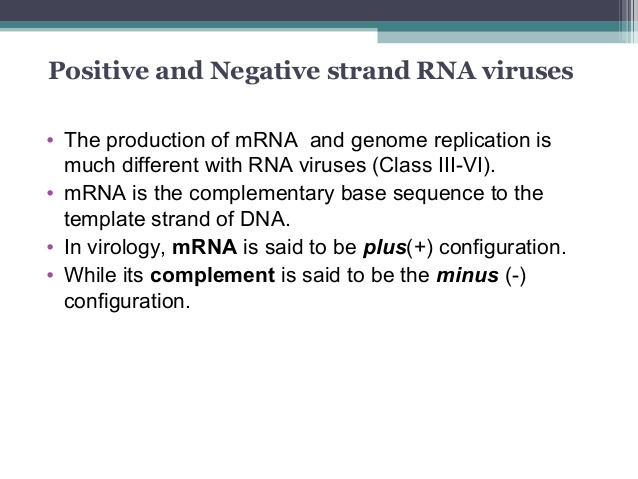 Positive and Negative strand RNA viruses
• The production of mRNA  and genome replication is
much different with RNA viruses (Class III-VI).
• mRNA is the complementary base sequence to the
template strand of DNA.
• In virology, mRNA is said to be plus(+) configuration.
• While its complement is said to be the minus (-)
configuration.